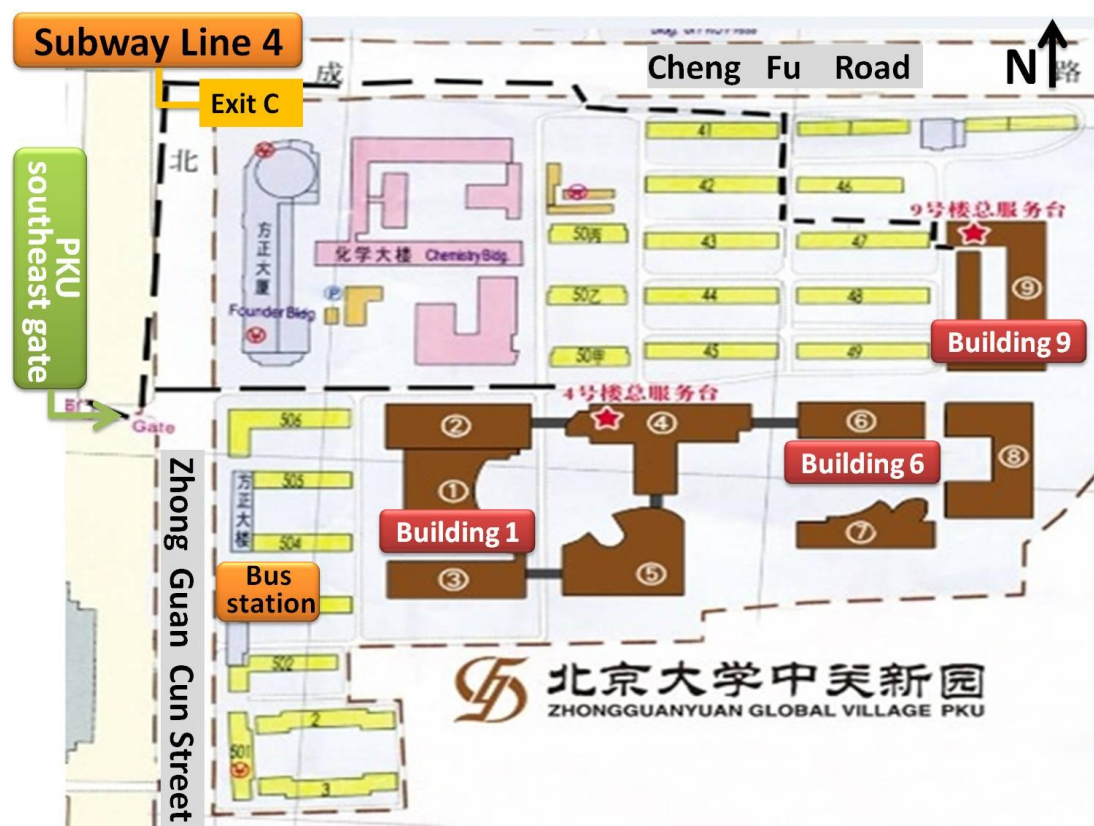 Subway Line 4
Exit C
成
Cheng Fu Road
N
路
北
PKU
southeast gate
41
42
46
9号楼总服务台
方正大厦
Founder Bldg
化学大楼 Chemistry Bldg.
P
50丙
50乙
50甲
43
47
44
48
45
49
⑨
Building 9
Gate
4号楼总服务台
506
②
④
⑥
Building 6
⑧
505
①
方正大楼
Building 1
504
⑦
③
⑤
Bus
station
Zhong Guan Cun Street
502
501
2
3
北京大学中关新园
ZHONGGUANYUAN GLOBAL VILLAGE PKU